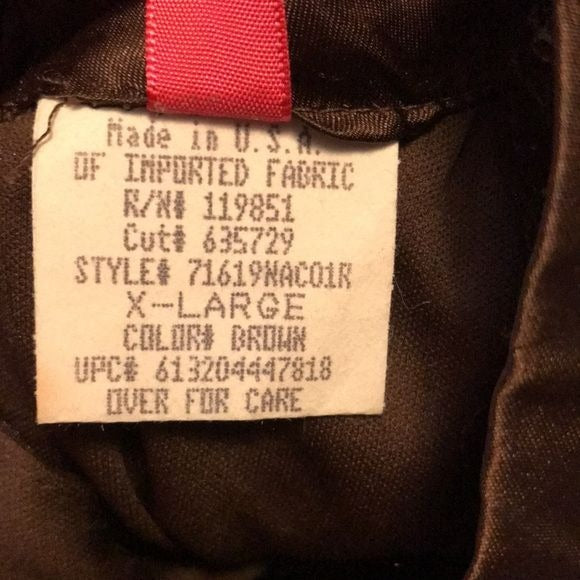 Made in U.S.A.
OF IMPORTED FABRIC
R/N# 119851
Cut# 635729
STYLE# 71619NAC01R
X-LARGE
COLOR# BROWN
UPC# 613204447818
OVER FOR CARE